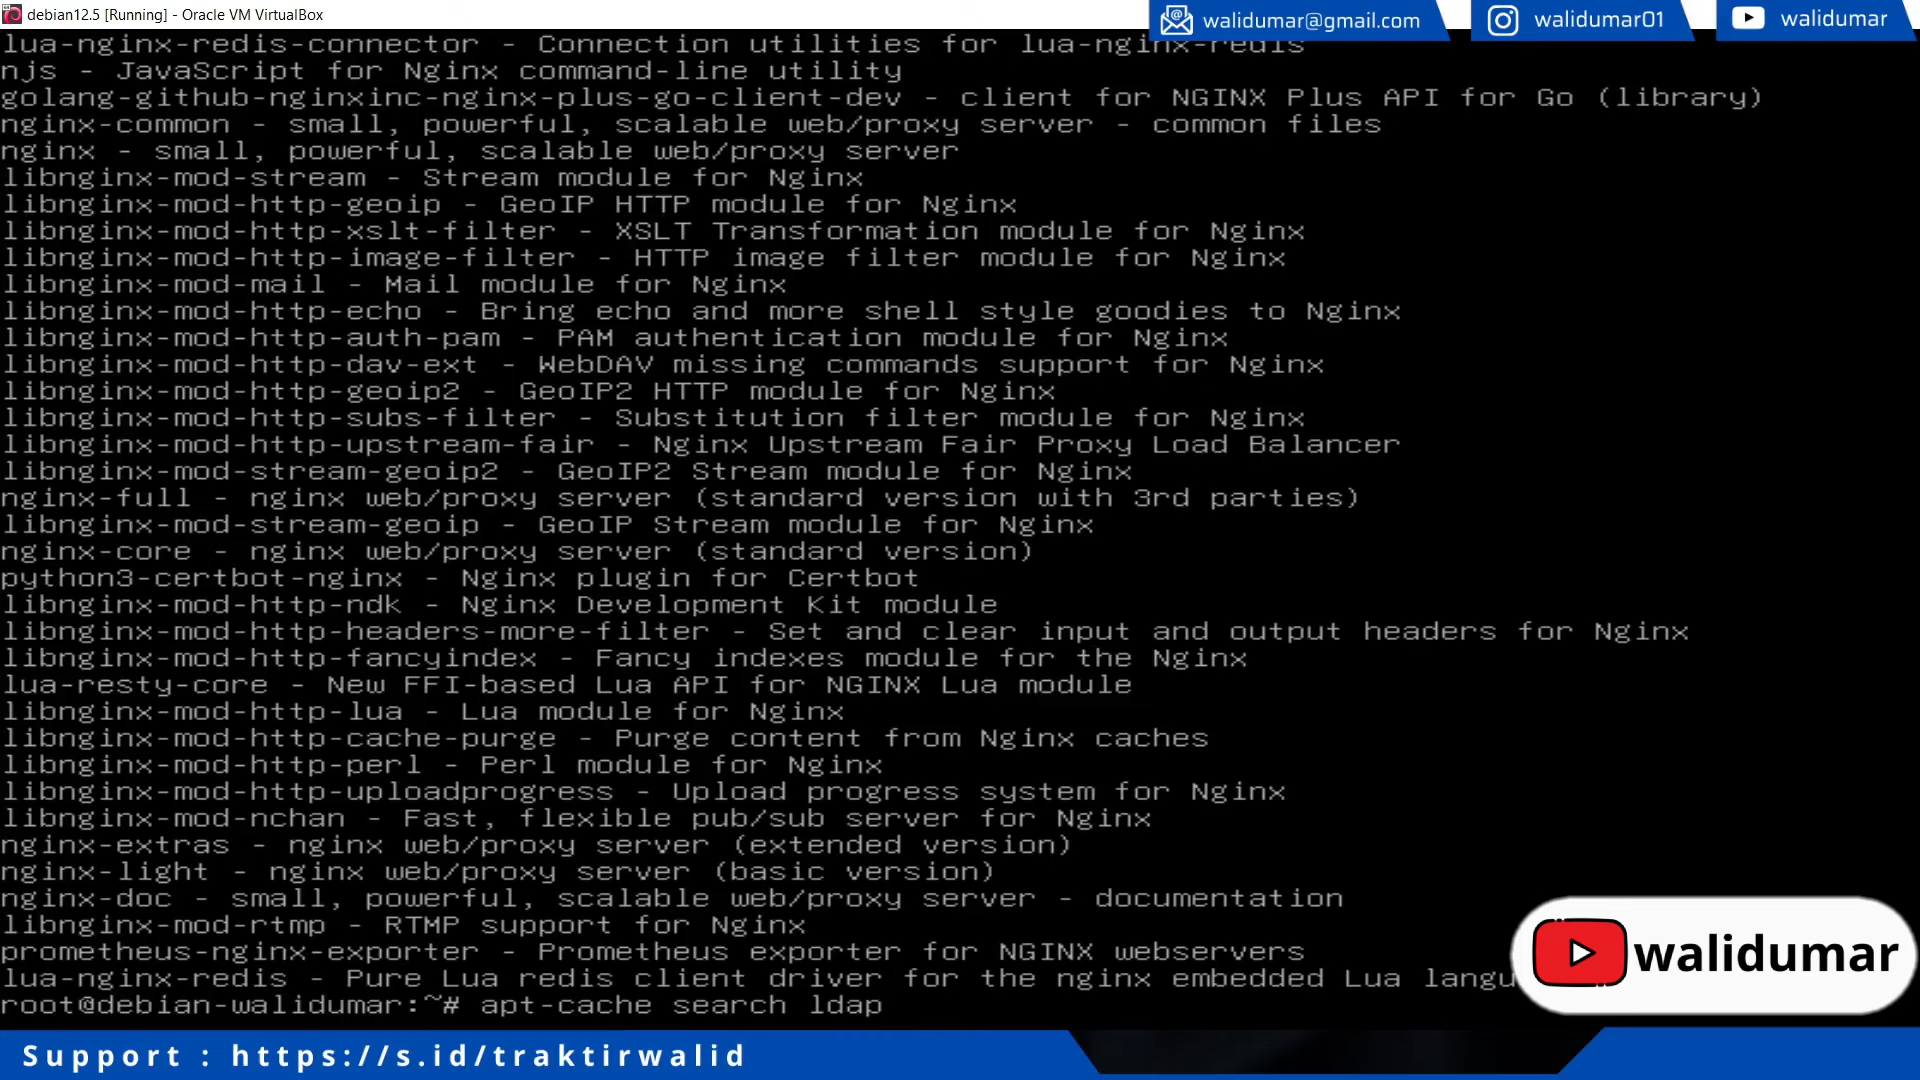 debian12.5 [Running] - Oracle VM VirtualBox
walidumar@gmail.com
walidumar01
walidumar
lua-nginx-redis-connector - Connection utilities for lua-nginx-redis
njs - JavaScript for Nginx command-line utility
golang-github-nginxinc-nginx-plus-go-client-dev - client for NGINX Plus API for Go (library)
nginx-common - small, powerful, scalable web/proxy server - common files
nginx - small, powerful, scalable web/proxy server
libnginx-mod-stream - Stream module for Nginx
libnginx-mod-http-geoip - GeoIP HTTP module for Nginx
libnginx-mod-http-xslt-filter - XSLT Transformation module for Nginx
libnginx-mod-http-image-filter - HTTP image filter module for Nginx
libnginx-mod-mail - Mail module for Nginx
libnginx-mod-http-echo - Bring echo and more shell style goodies to Nginx
libnginx-mod-http-auth-pam - PAM authentication module for Nginx
libnginx-mod-http-dav-ext - WebDAV missing commands support for Nginx
libnginx-mod-http-geoip2 - GeoIP2 HTTP module for Nginx
libnginx-mod-http-subs-filter - Substitution filter module for Nginx
libnginx-mod-http-upstream-fair - Nginx Upstream Fair Proxy Load Balancer
libnginx-mod-stream-geoip2 - GeoIP2 Stream module for Nginx
nginx-full - nginx web/proxy server (standard version with 3rd parties)
libnginx-mod-stream-geoip - GeoIP Stream module for Nginx
nginx-core - nginx web/proxy server (standard version)
python3-certbot-nginx - Nginx plugin for Certbot
libnginx-mod-http-ndk - Nginx Development Kit module
libnginx-mod-http-headers-more-filter - Set and clear input and output headers for Nginx
libnginx-mod-http-fancyindex - Fancy indexes module for the Nginx
lua-resty-core - New FFI-based Lua API for NGINX Lua module
libnginx-mod-http-lua - Lua module for Nginx
libnginx-mod-http-cache-purge - Purge content from Nginx caches
libnginx-mod-http-perl - Perl module for Nginx
libnginx-mod-http-uploadprogress - Upload progress system for Nginx
libnginx-mod-nchan - Fast, flexible pub/sub server for Nginx
nginx-extras - nginx web/proxy server (extended version)
nginx-light - nginx web/proxy server (basic version)
nginx-doc - small, powerful, scalable web/proxy server - documentation
libnginx-mod-rtmp - RTMP support for Nginx
prometheus-nginx-exporter - Prometheus exporter for NGINX webservers
lua-nginx-redis - Pure Lua redis client driver for the nginx embedded Lua langu
root@debian-walidumar:~# apt-cache search ldap
walidumar
Support : https://s.id/traktirwalid